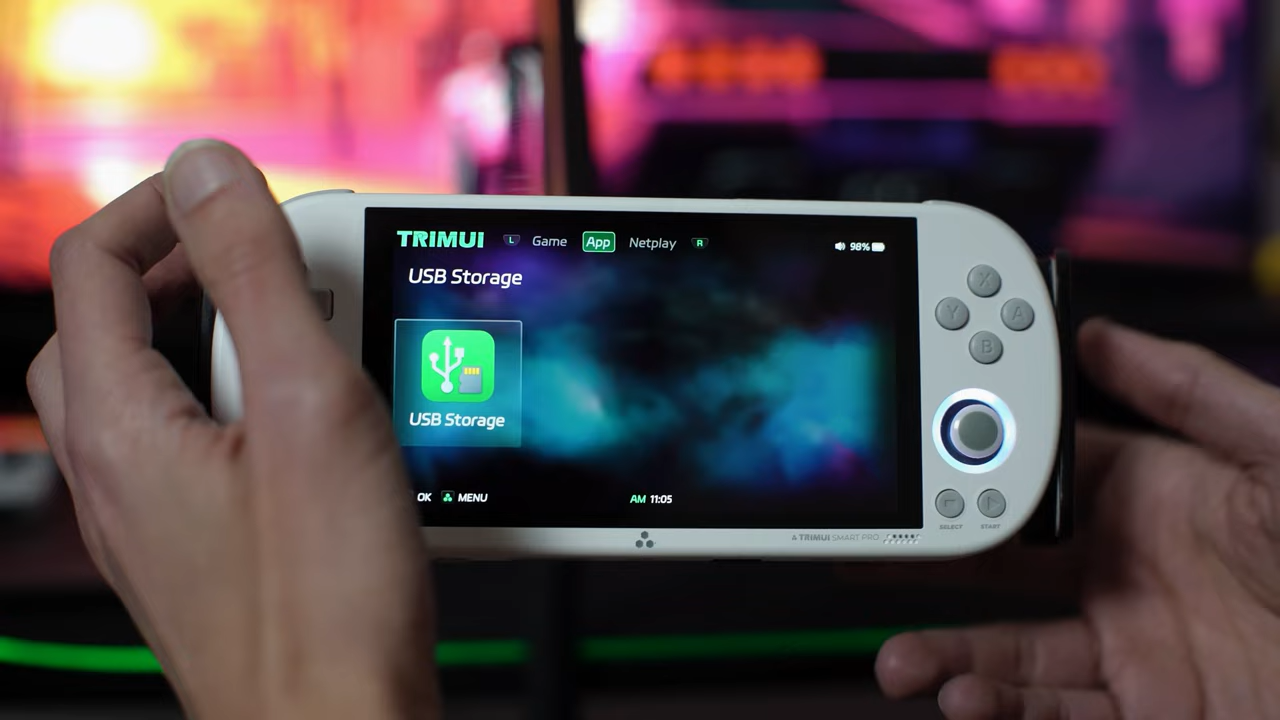 TRIMUI L Game App Netplay R 98%
USB Storage
USB Storage
OK MENU AM 11:05
X
Y A
B
SELECT START
TRIMUI SMART PRO